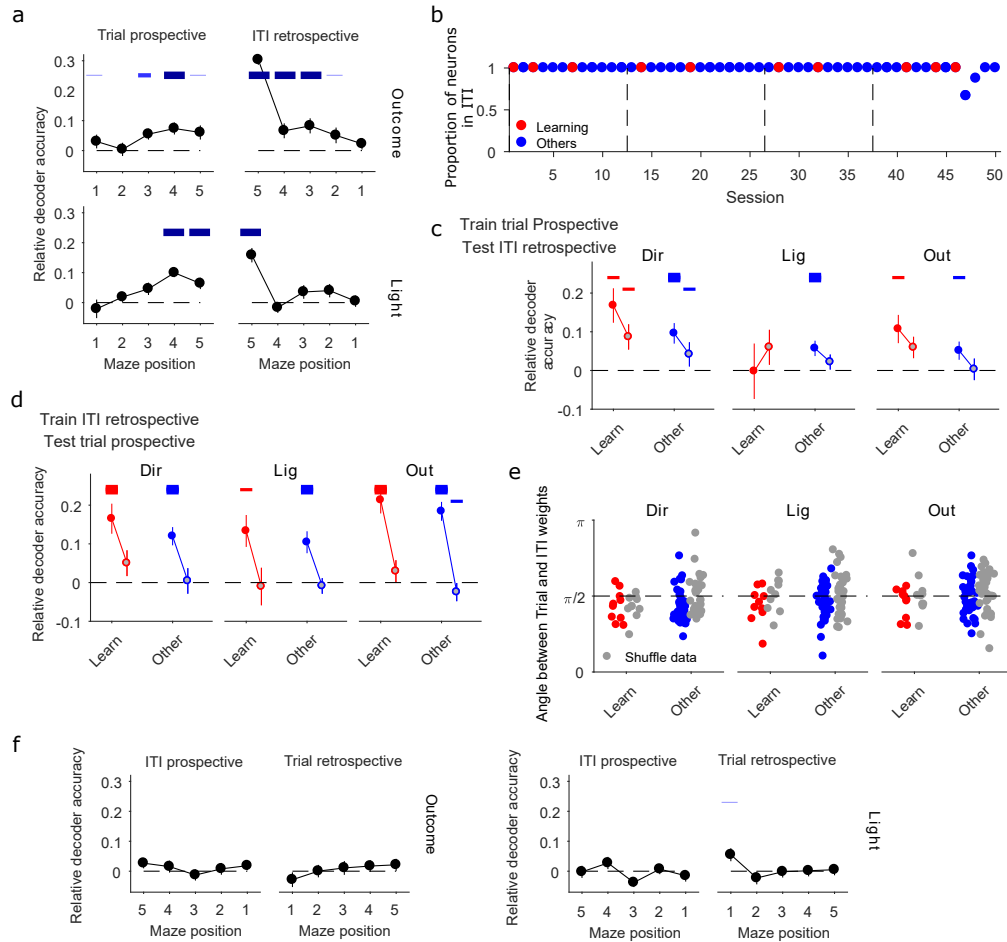 a
Trial prospective
ITI retrospective
Relative decoder accuracy
0.3
0.2
0.1
0
1 2 3 4 5
5 4 3 2 1
Outcome
0.3
0.2
0.1
0
1 2 3 4 5
5 4 3 2 1
Light
Maze position
Maze position
b
Proportion of neurons
in ITI
1
0.5
0
Learning
Others
5 10 15 20 25 30 35 40 45 50
Session
c
Train trial Prospective
Test ITI retrospective
Dir
Lig
Out
Relative decoder
accuracy
0.2
0.1
0
-0.1
Learn
Other
Learn
Other
Learn
Other
d
Train ITI retrospective
Test trial prospective
Dir
Lig
Out
Relative decoder accuracy
0.2
0.1
0
-0.1
Learn
Other
Learn
Other
Learn
Other
e
Dir
Lig
Out
Angle between Trial and ITI weights
π
π/2
0
Shuffle data
Learn
Other
Learn
Other
Learn
Other
f
ITI prospective
Trial retrospective
Relative decoder accuracy
0.3
0.2
0.1
0
5 4 3 2 1
1 2 3 4 5
Maze position
Maze position
Outcome
ITI prospective
Trial retrospective
Relative decoder accuracy
0.3
0.2
0.1
0
5 4 3 2 1
1 2 3 4 5
Maze position
Maze position
Light